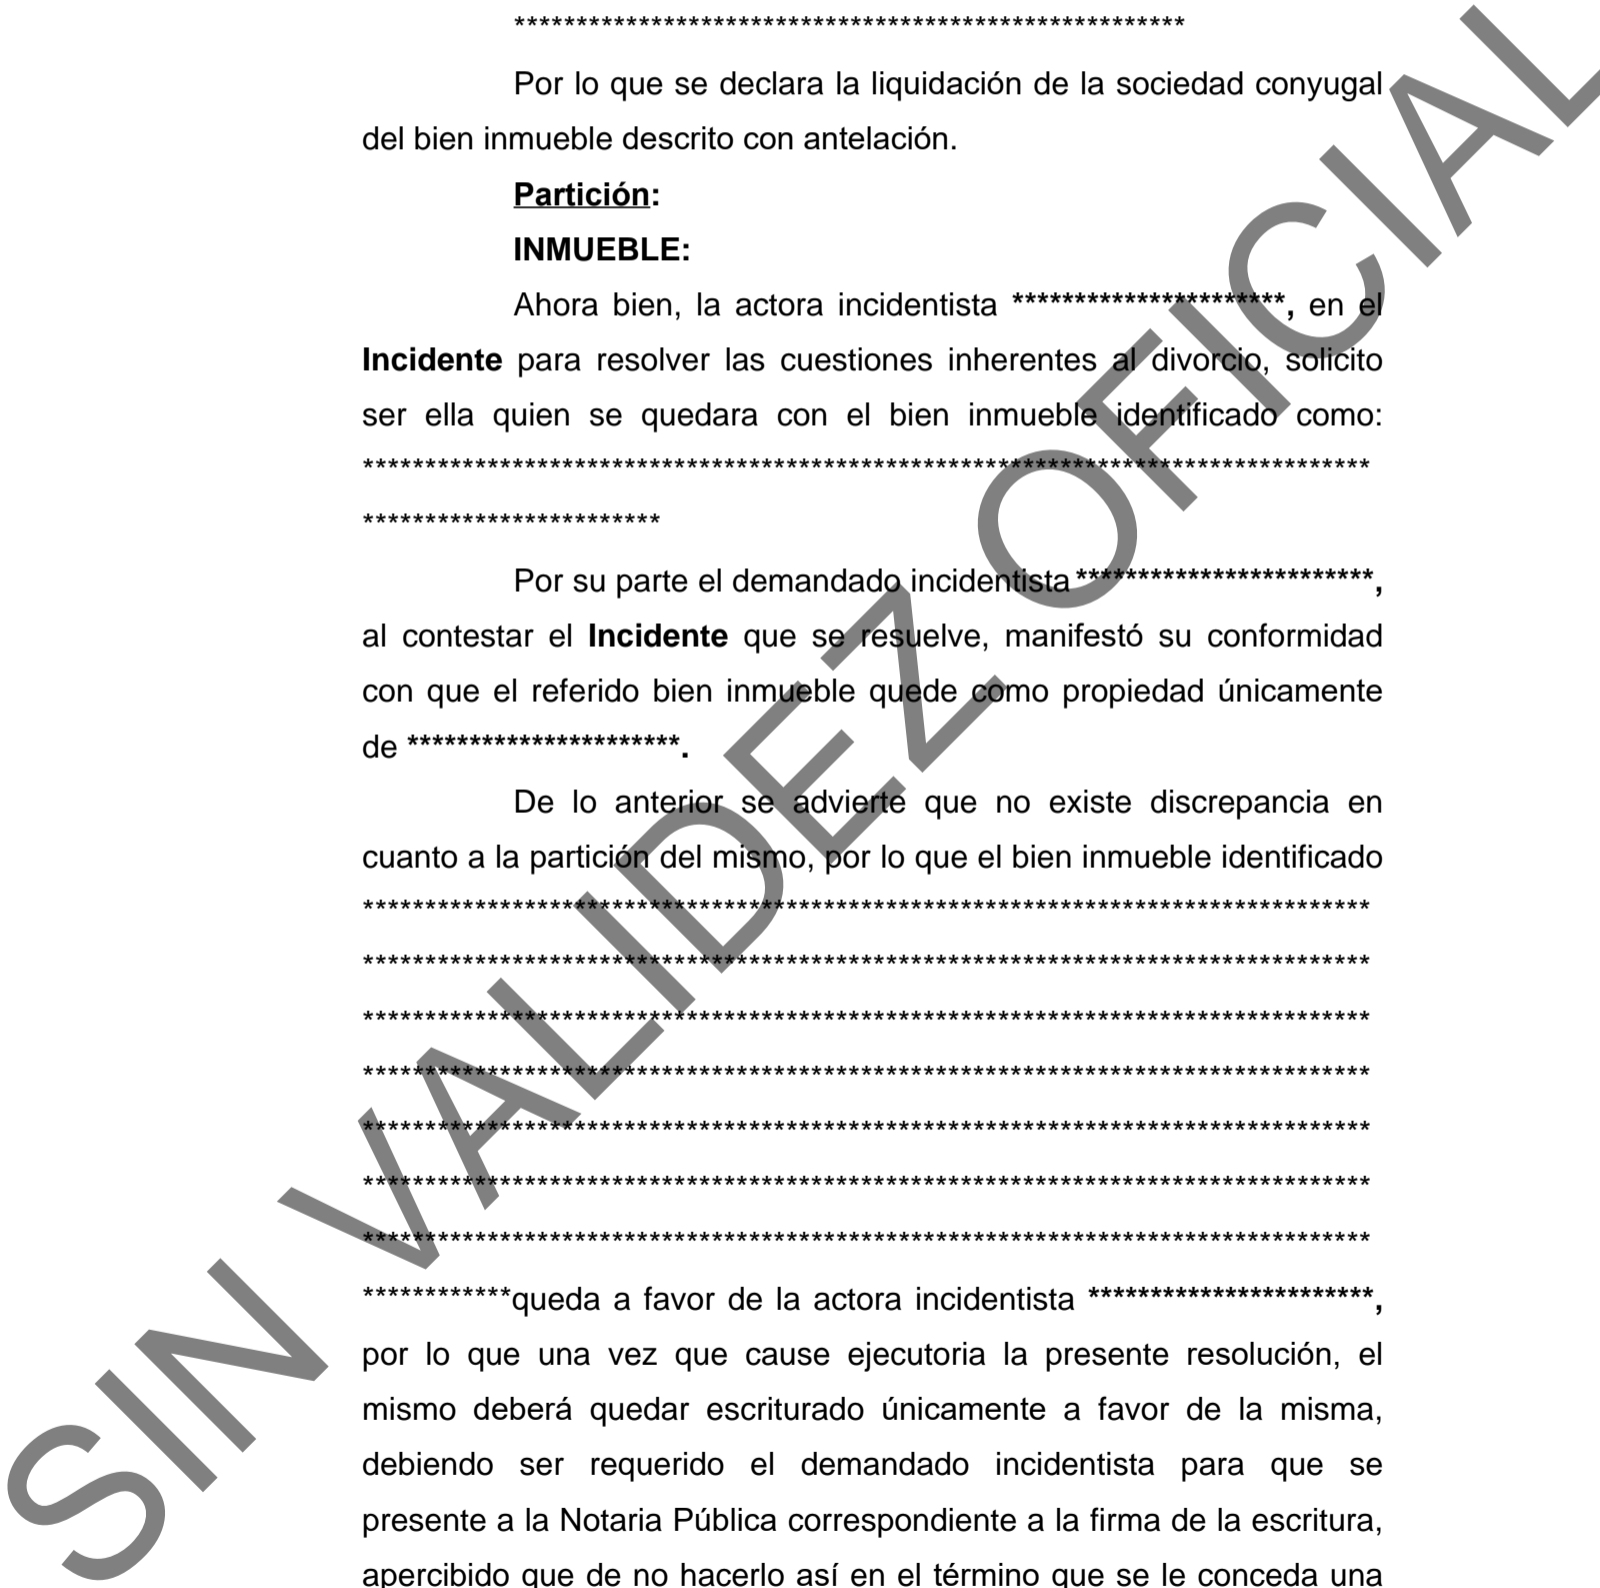 ******************************************************
Por lo que se declara la liquidación de la sociedad conyugal
del bien inmueble descrito con antelación.
Partición:
INMUEBLE:
Ahora bien, la actora incidentista **********************, en el
Incidente para resolver las cuestiones inherentes al divorcio, solicito
ser ella quien se quedara con el bien inmueble identificado como:
*********************************************************************************
************************
Por su parte el demandado incidentista ************************,
al contestar el Incidente que se resuelve, manifestó su conformidad
con que el referido bien inmueble quede como propiedad únicamente
de **********************.
De lo anterior se advierte que no existe discrepancia en
cuanto a la partición del mismo, por lo que el bien inmueble identificado
*********************************************************************************
*********************************************************************************
*********************************************************************************
*********************************************************************************
*********************************************************************************
*********************************************************************************
*********************************************************************************
************queda a favor de la actora incidentista ***********************,
por lo que una vez que cause ejecutoria la presente resolución, el
mismo deberá quedar escriturado únicamente a favor de la misma,
debiendo ser requerido el demandado incidentista para que se
presente a la Notaria Pública correspondiente a la firma de la escritura,
apercibido que de no hacerlo así en el término que se le conceda una
SIN VALIDEZ OFICIAL